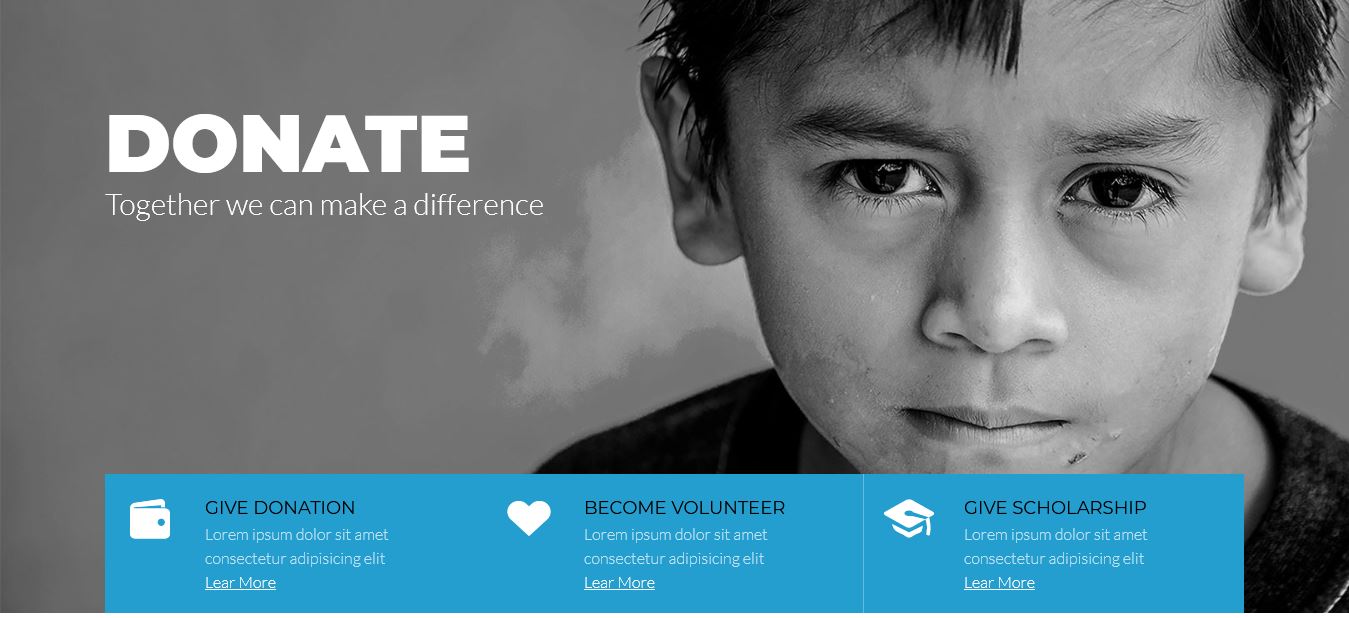 DONATE
Together we can make a difference
GIVE DONATION
Lorem ipsum dolor sit amet
consectetur adipisicing elit
Lear More
BECOME VOLUNTEER
Lorem ipsum dolor sit amet
consectetur adipisicing elit
Lear More
GIVE SCHOLARSHIP
Lorem ipsum dolor sit amet
consectetur adipisicing elit
Lear More